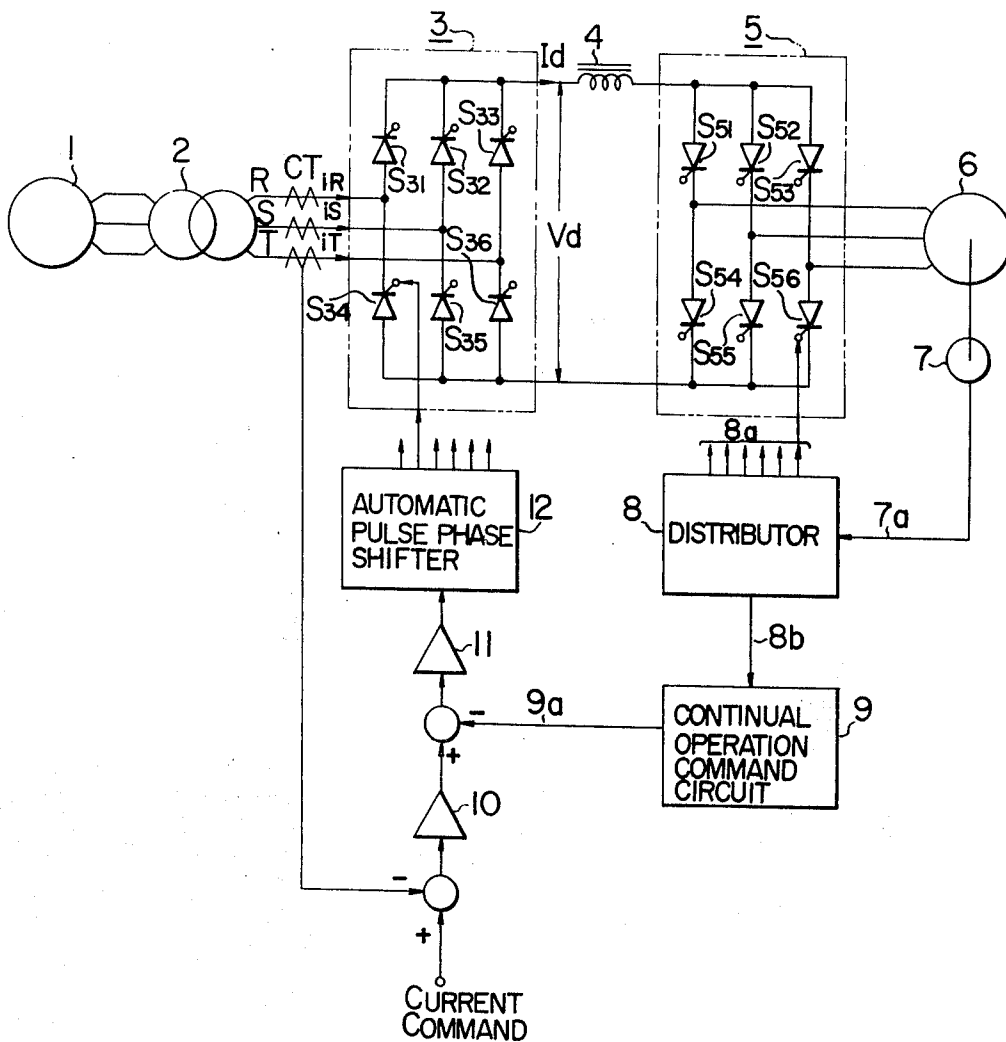 3
4
5
Id
S33
S31
S32
S51
S52
S53
1
2
CT
R
iR
S
iS
T
iT
6
Vd
S36
S34
S35
S54
S56
S55
7
8a
AUTOMATIC
PULSE PHASE
SHIFTER
12
8
DISTRIBUTOR
7a
8b
11
9a
-
+
CONTINUAL
OPERATION
COMMAND
CIRCUIT
9
10
-
+
CURRENT
COMMAND